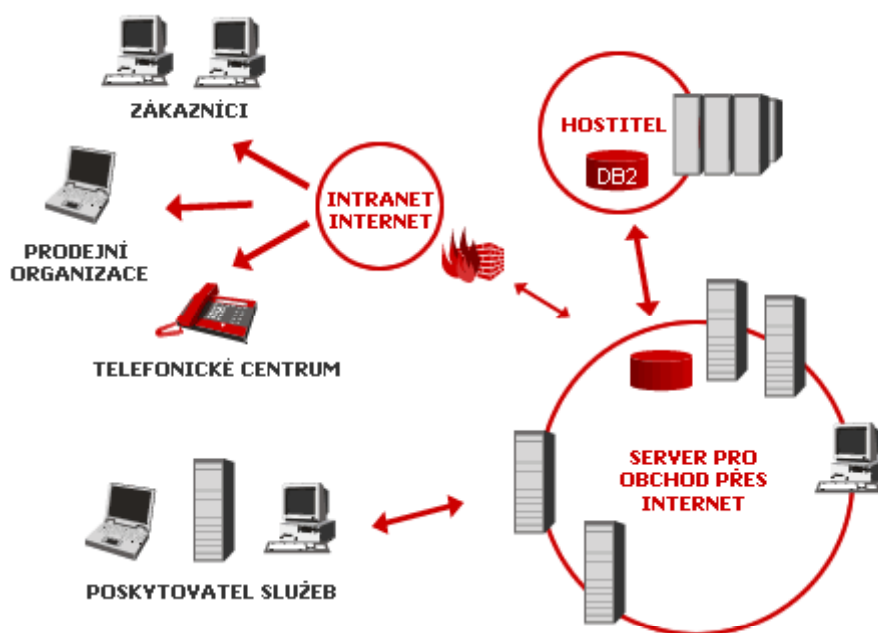 ZÁKAZNÍCI
HOSTITEL
DB2
INTRANET
INTERNET
PRODEJNÍ
ORGANIZACE
TELEFONICKÉ CENTRUM
SERVER PRO
OBCHOD PŘES
INTERNET
POSKYTOVATEL SLUŽEB